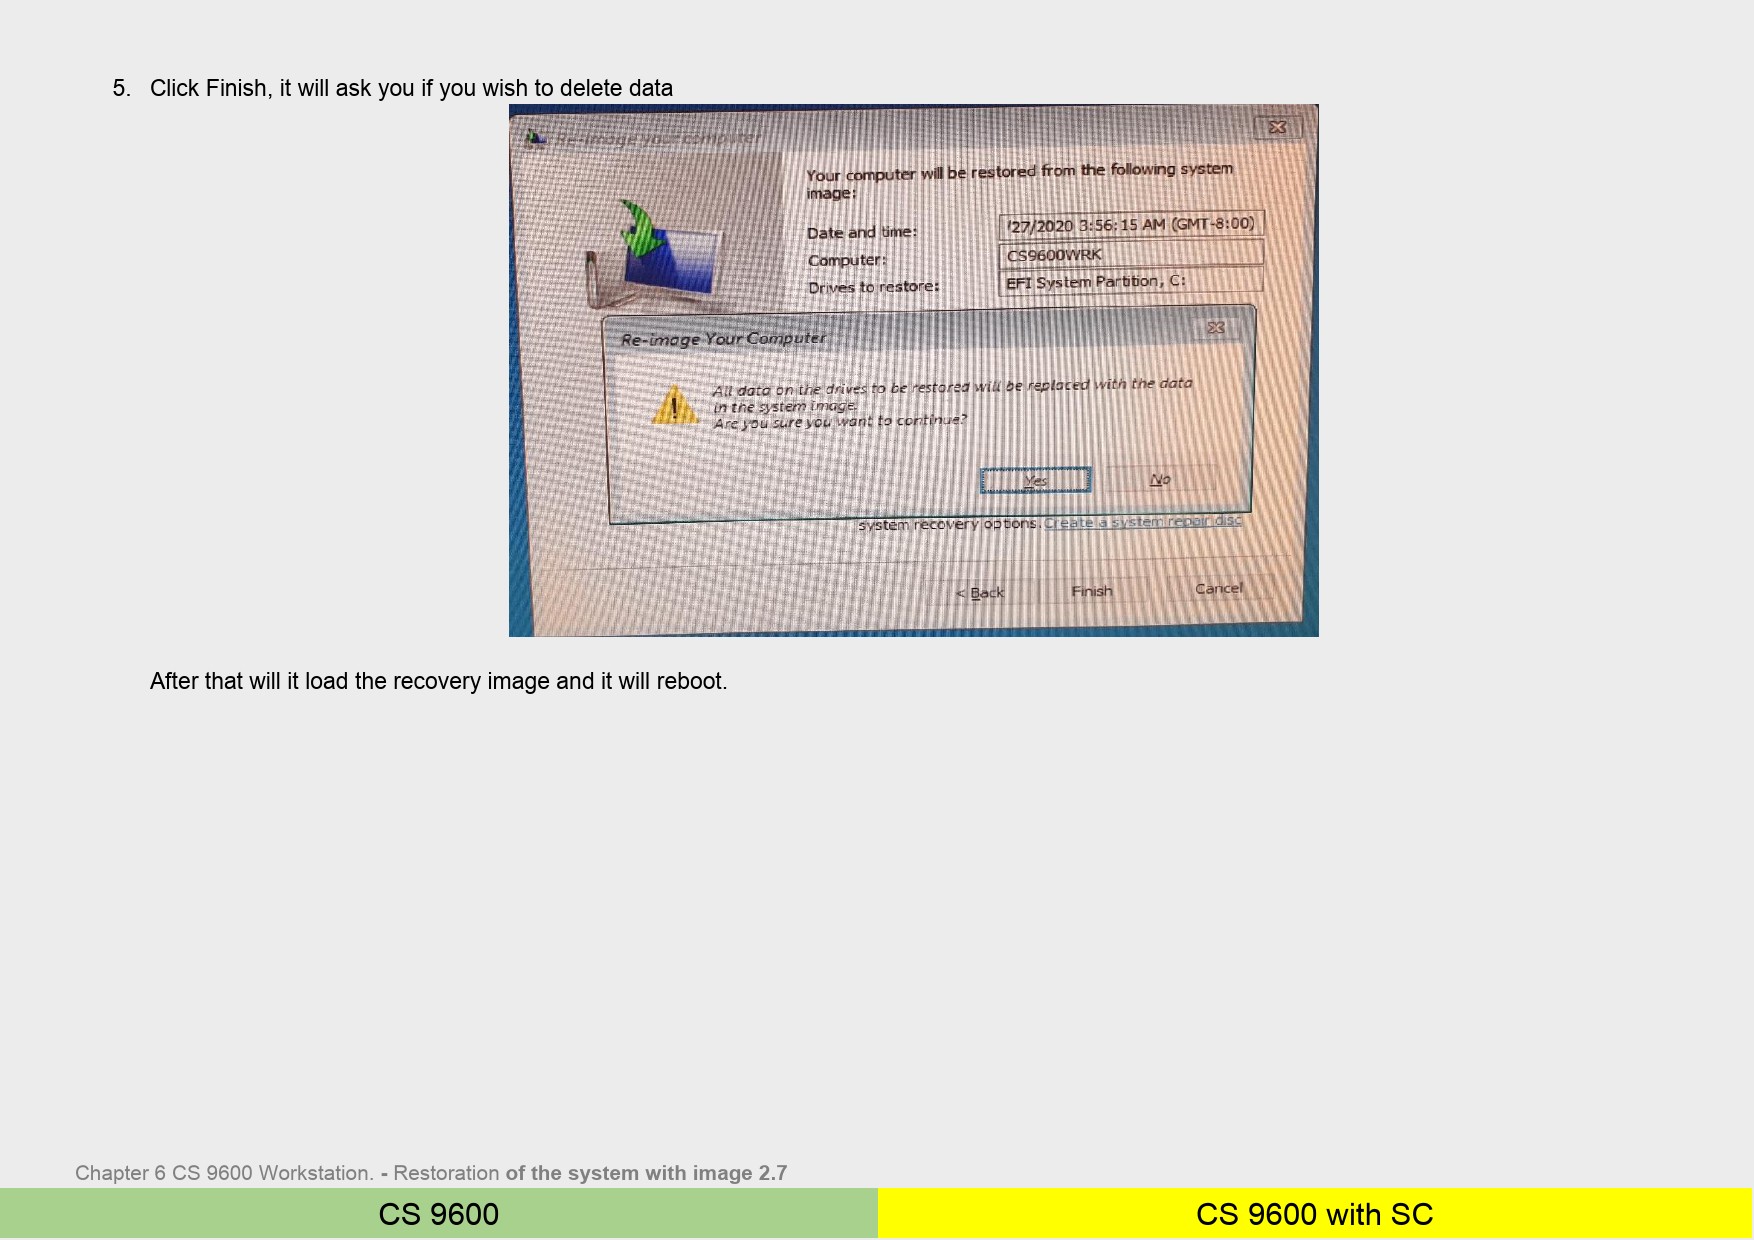 5. Click Finish, it will ask you if you wish to delete data
Re-image your computer
Your computer will be restored from the following system
image:
Date and time: /27/2020 3:56:15 AM (GMT-8:00)
Computer: CS9600WRK
Drives to restore: EFI System Partition, C:
Re-image Your Computer
All data on the drives to be restored will be replaced with the data
in the system image.
Are you sure you want to continue?
Yes No
system recovery options. Create a system repair disc
< Back Finish Cancel
After that will it load the recovery image and it will reboot.
Chapter 6 CS 9600 Workstation. - Restoration of the system with image 2.7
CS 9600 CS 9600 with SC